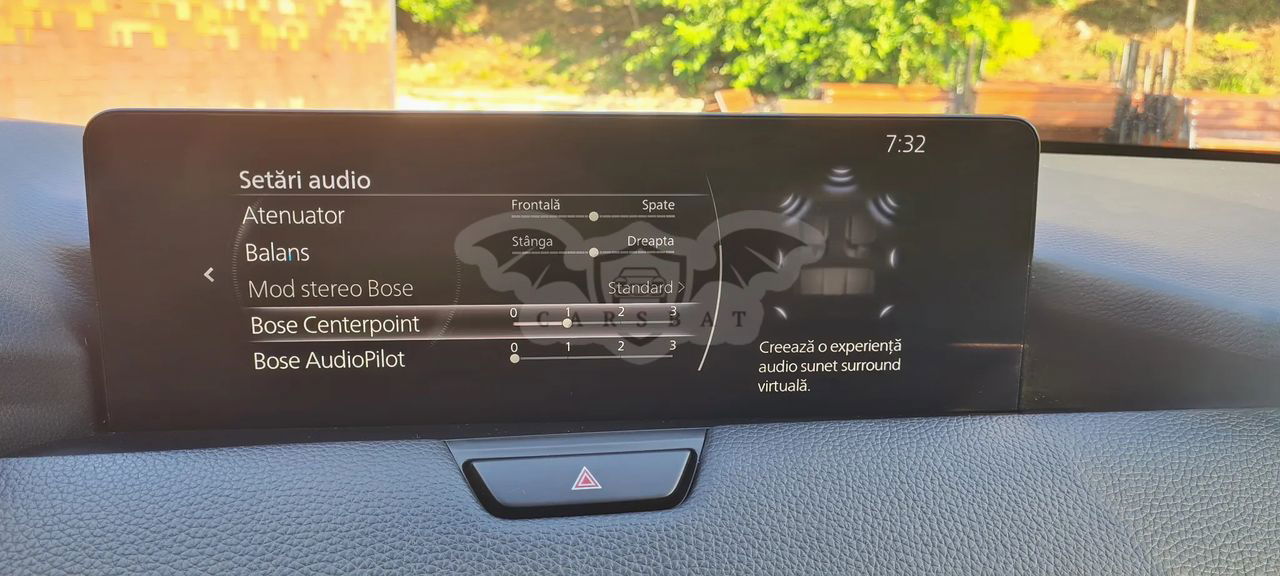 7:32
Setări audio
Atenuator
Frontală Spate
Balans
Stânga Dreapta
Mod stereo Bose Standard >
0 1 2 3
Bose Centerpoint
0 1 2 3
Bose AudioPilot
Creează o experiență
audio sunet surround
virtuală.
CARSBAT